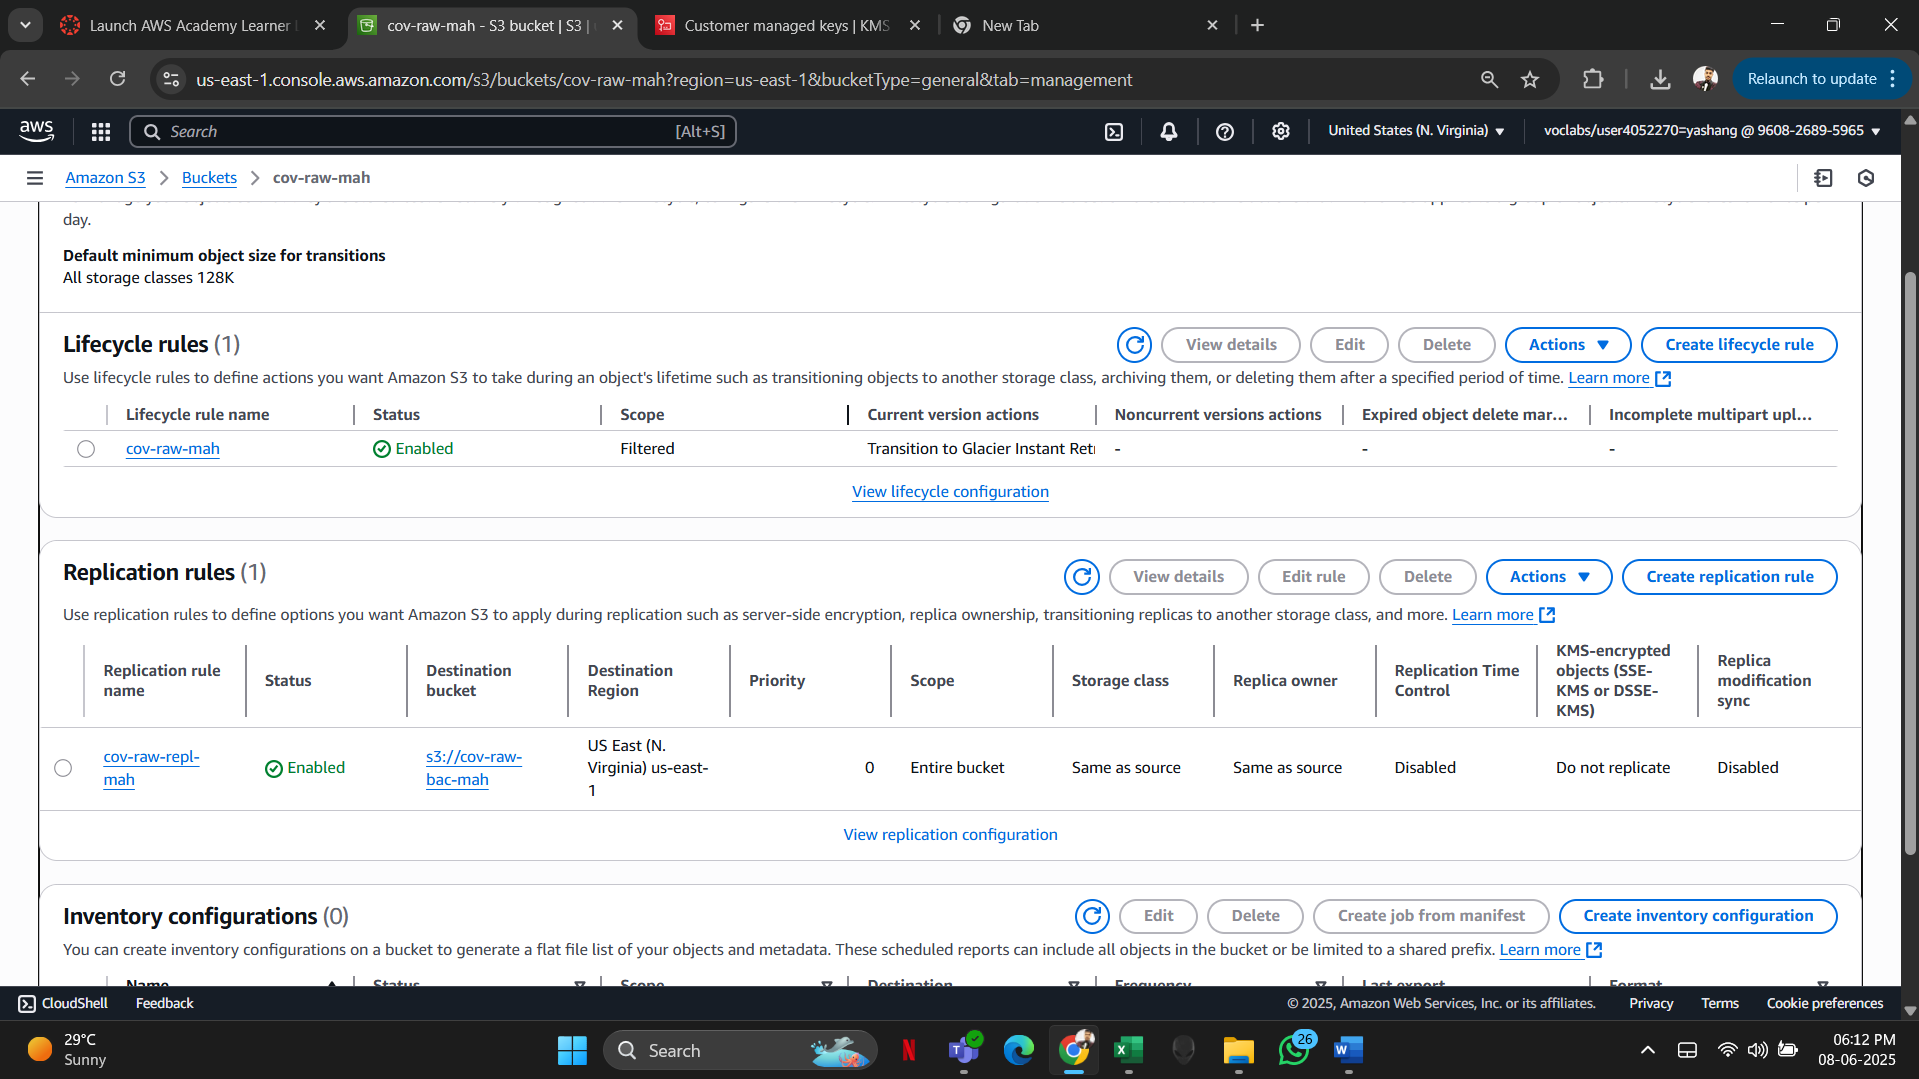 Launch AWS Academy Learner
cov-raw-mah - S3 bucket | S3 |
Customer managed keys | KMS
New Tab
us-east-1.console.aws.amazon.com/s3/buckets/cov-raw-mah?region=us-east-1&bucketType=general&tab=management
Relaunch to update
aws
Search
[Alt+S]
United States (N. Virginia)
voclabs/user4052270=yashang @ 9608-2689-5965
Amazon S3
Buckets
cov-raw-mah
day.
Default minimum object size for transitions
All storage classes 128K
Lifecycle rules (1)
View details
Edit
Delete
Actions
Create lifecycle rule
Use lifecycle rules to define actions you want Amazon S3 to take during an object's lifetime such as transitioning objects to another storage class, archiving them, or deleting them after a specified period of time. Learn more
Lifecycle rule name
Status
Scope
Current version actions
Noncurrent versions actions
Expired object delete mar...
Incomplete multipart upl...
cov-raw-mah
Enabled
Filtered
Transition to Glacier Instant Retr
-
-
-
View lifecycle configuration
Replication rules (1)
View details
Edit rule
Delete
Actions
Create replication rule
Use replication rules to define options you want Amazon S3 to apply during replication such as server-side encryption, replica ownership, transitioning replicas to another storage class, and more. Learn more
Replication rule
name
Status
Destination
bucket
Destination
Region
Priority
Scope
Storage class
Replica owner
Replication Time
Control
KMS-encrypted
objects (SSE-
KMS or DSSE-
KMS)
Replica
modification
sync
cov-raw-repl-
mah
Enabled
s3://cov-raw-
bac-mah
US East (N.
Virginia) us-east-
1
0
Entire bucket
Same as source
Same as source
Disabled
Do not replicate
Disabled
View replication configuration
Inventory configurations (0)
Edit
Delete
Create job from manifest
Create inventory configuration
You can create inventory configurations on a bucket to generate a flat file list of your objects and metadata. These scheduled reports can include all objects in the bucket or be limited to a shared prefix. Learn more
Name
Status
Scope
Destination
Frequency
Last export
Format
CloudShell
Feedback
© 2025, Amazon Web Services, Inc. or its affiliates.
Privacy
Terms
Cookie preferences
29°C
Sunny
Search
26
06:12 PM
08-06-2025